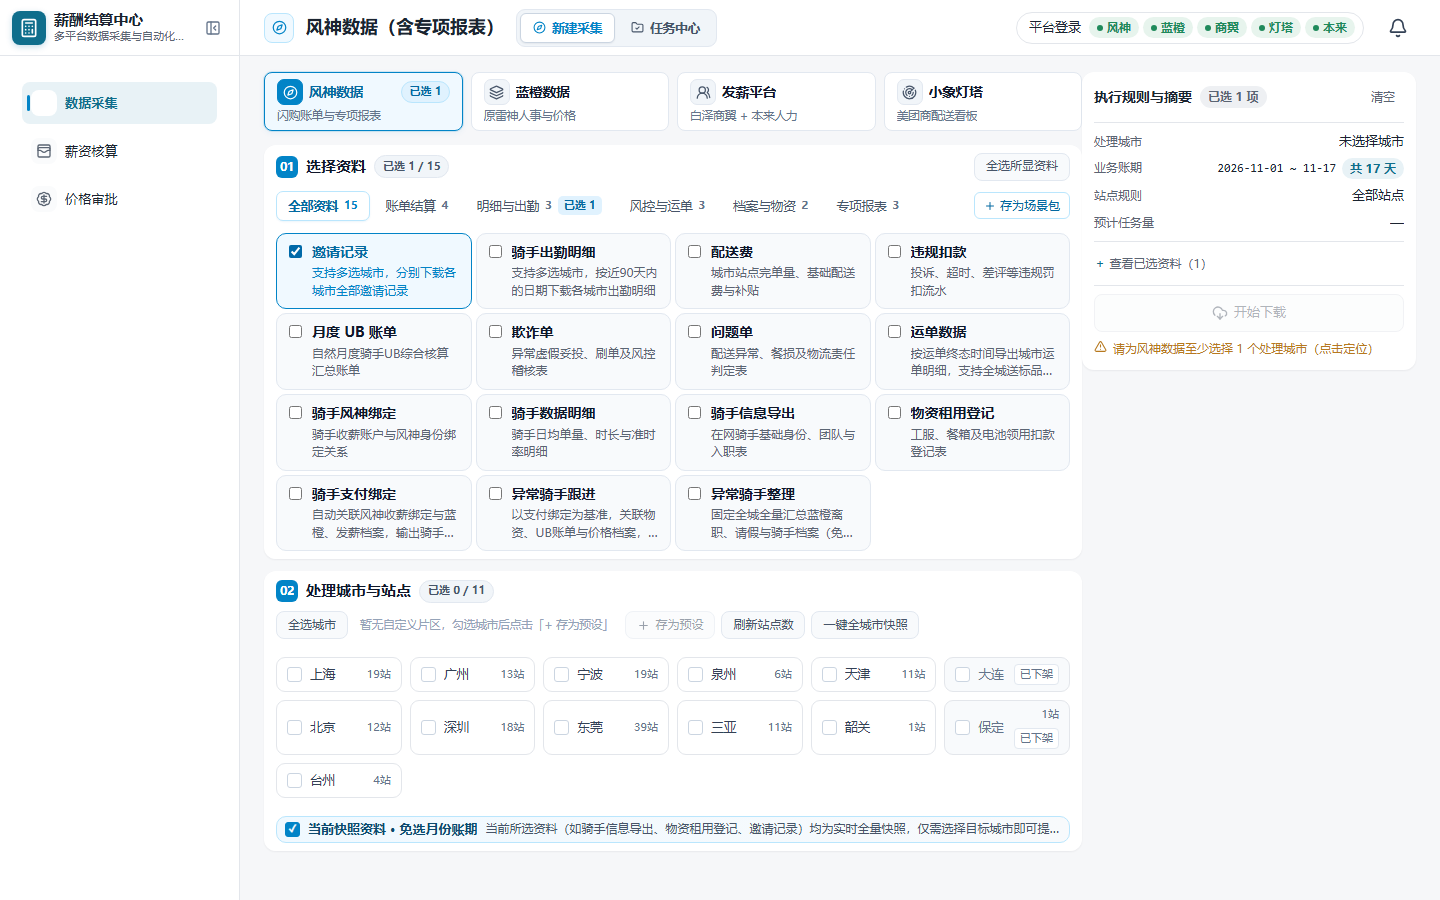 薪酬结算中心
多平台数据采集与自动化...
数据采集
薪资核算
价格审批
风神数据（含专项报表）
新建采集
任务中心
平台登录
风神
蓝橙
商翼
灯塔
本来
风神数据
已选 1
闪购账单与专项报表
蓝橙数据
原雷神人事与价格
发薪平台
白泽商翼 + 本来人力
小象灯塔
美团商配送看板
01 选择资料
已选 1 / 15
全选所显资料
全部资料 15
账单结算 4
明细与出勤 3 已选 1
风控与运单 3
档案与物资 2
专项报表 3
+ 存为场景包
邀请记录
支持多选城市，分别下载各
城市全部邀请记录
骑手出勤明细
支持多选城市，按近90天内
的日期下载各城市出勤明细
配送费
城市站点完单量、基础配送
费与补贴
违规扣款
投诉、超时、差评等违规罚
扣流水
月度 UB 账单
自然月度骑手UB综合核算
汇总账单
欺诈单
异常虚假妥投、刷单及风控
稽核表
问题单
配送异常、餐损及物流责任
判定表
运单数据
按运单终态时间导出城市运
单明细，支持全城送标品...
骑手风神绑定
骑手收薪账户与风神身份绑
定关系
骑手数据明细
骑手日均单量、时长与准时
率明细
骑手信息导出
在网骑手基础身份、团队与
入职表
物资租用登记
工服、餐箱及电池领用扣款
登记表
骑手支付绑定
自动关联风神收薪绑定与蓝
橙、发薪档案，输出骑手...
异常骑手跟进
以支付绑定为基准，关联物
资、UB账单与价格档案，...
异常骑手整理
固定全城全量汇总蓝橙离
职、请假与骑手档案（免...
02 处理城市与站点
已选 0 / 11
全选城市
暂无自定义片区，勾选城市后点击「+ 存为预设」
+ 存为预设
刷新站点数
一键全城市快照
上海 19站
广州 13站
宁波 19站
泉州 6站
天津 11站
大连 已下架
北京 12站
深圳 18站
东莞 39站
三亚 11站
韶关 1站
保定 1站 已下架
台州 4站
当前快照资料 • 免选月份账期 当前所选资料（如骑手信息导出、物资租用登记、邀请记录）均为实时全量快照，仅需选择目标城市即可提...
执行规则与摘要
已选 1 项
清空
处理城市 未选择城市
业务账期 2026-11-01 ~ 11-17 共 17 天
站点规则 全部站点
预计任务量 —
+ 查看已选资料（1）
开始下载
请为风神数据至少选择 1 个处理城市（点击定位）